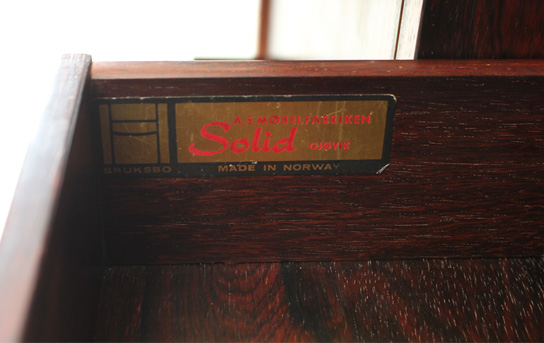 A.S MØBELFABRIKEN
Solid GJØVIK
BRUKSBO MADE IN NORWAY